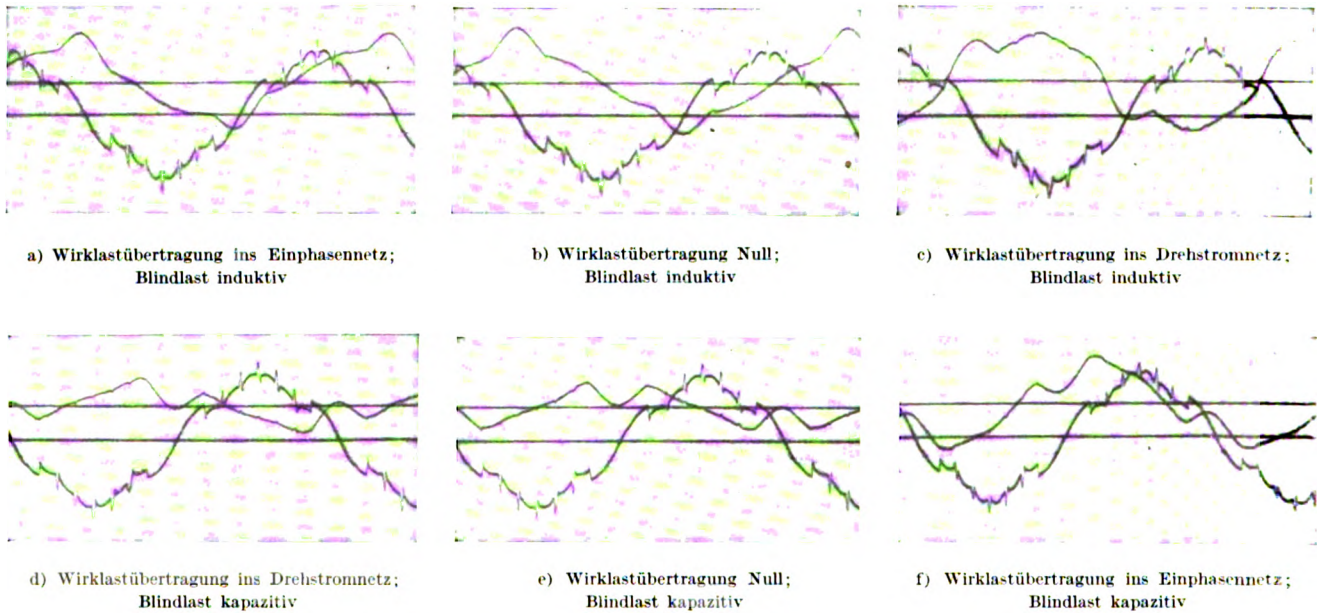 a) Wirklastübertragung ins Einphasennetz;
Blindlast induktiv
b) Wirklastübertragung Null;
Blindlast induktiv
c) Wirklastübertragung ins Drehstromnetz;
Blindlast induktiv
d) Wirklastübertragung ins Drehstromnetz;
Blindlast kapazitiv
e) Wirklastübertragung Null;
Blindlast kapazitiv
f) Wirklastübertragung ins Einphasennetz;
Blindlast kapazitiv